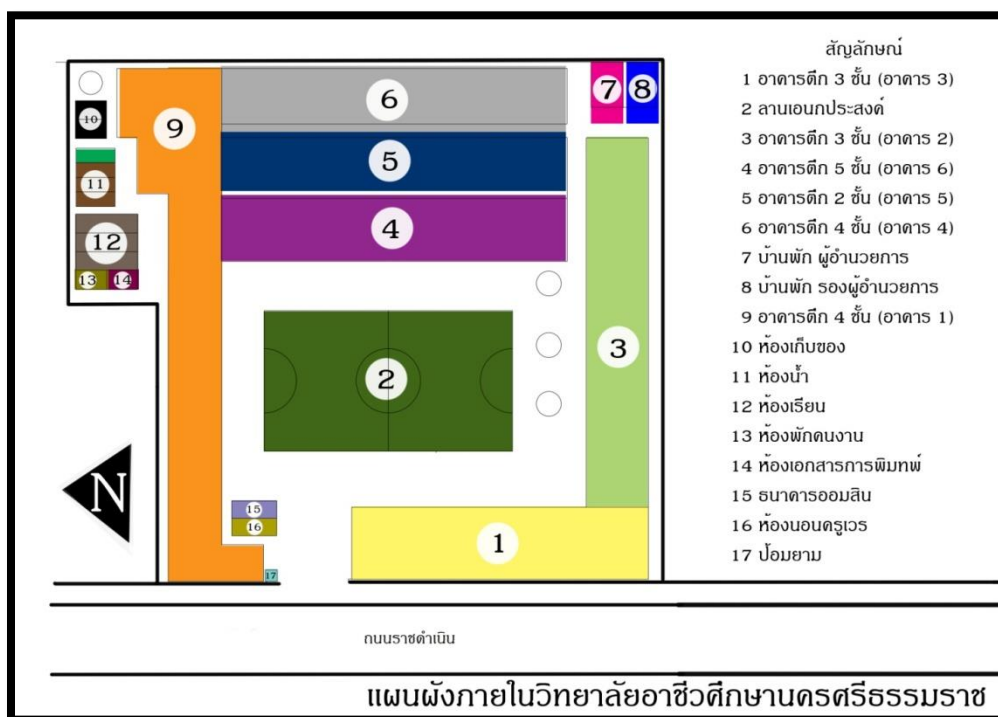 สัญลักษณ์
1 อาคารตึก 3 ชั้น (อาคาร 3)
2 ลานเอนกประสงค์
3 อาคารตึก 3 ชั้น (อาคาร 2)
4 อาคารตึก 5 ชั้น (อาคาร 6)
5 อาคารตึก 2 ชั้น (อาคาร 5)
6 อาคารตึก 4 ชั้น (อาคาร 4)
7 บ้านพัก ผู้อำนวยการ
8 บ้านพัก รองผู้อำนวยการ
9 อาคารตึก 4 ชั้น (อาคาร 1)
10 ห้องเก็บของ
11 ห้องน้ำ
12 ห้องเรียน
13 ห้องพักคนงาน
14 ห้องเอกสารการพิมทพ์
15 ธนาคารออมสิน
16 ห้องนอนครูเวร
17 ป้อมยาม
6
7
8
9
10
5
11
4
12
13
14
3
2
N
15
16
1
17
ถนนราชดำเนิน
แผนผังภายในวิทยาลัยอาชีวศึกษานครศรีธรรมราช